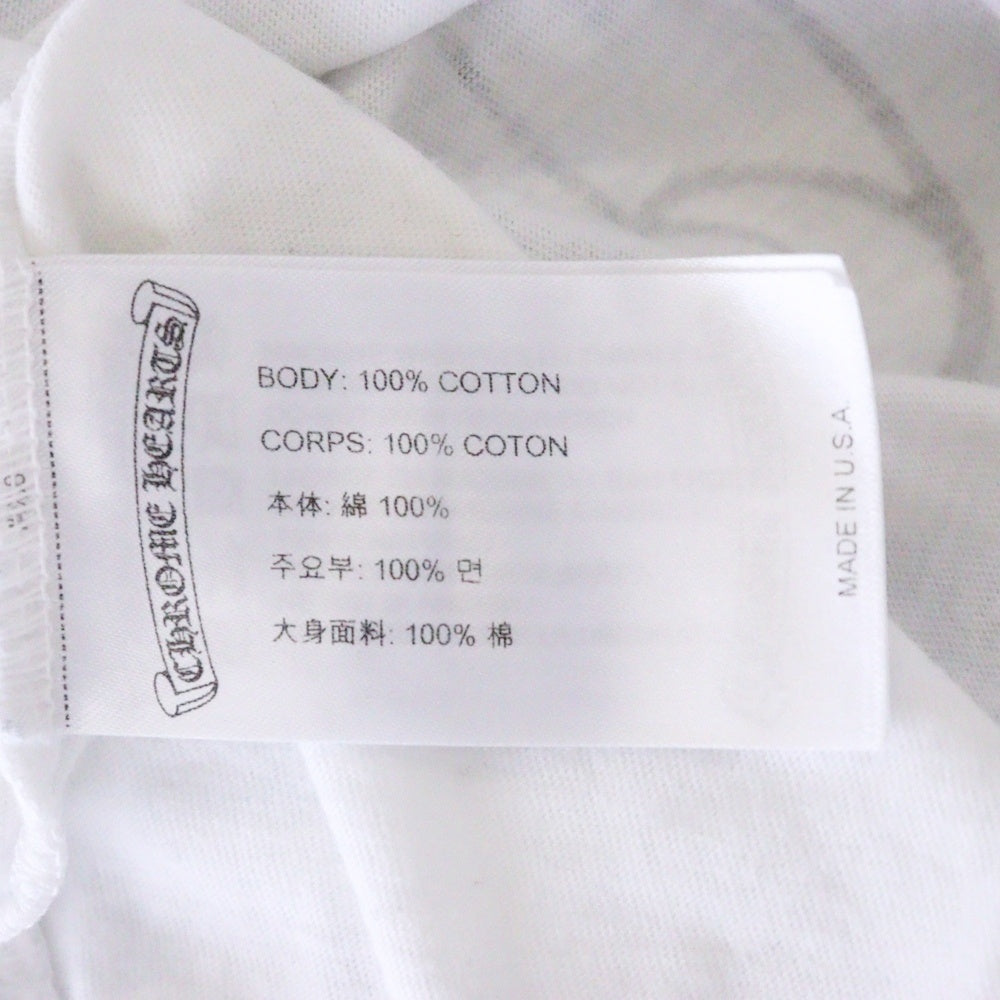 CHROME HEARTS
BODY: 100% COTTON
CORPS: 100% COTON
本体: 綿 100%
주요부: 100% 면
大身面料: 100% 棉
MADE IN U.S.A.